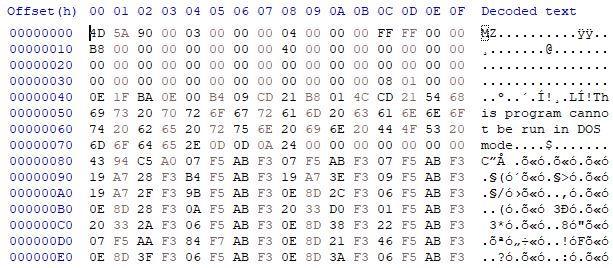 Offset(h) 00 01 02 03 04 05 06 07 08 09 0A 0B 0C 0D 0E 0F Decoded text
00000000 4D 5A 90 00 03 00 00 00 04 00 00 00 FF FF 00 00 MZ..........ÿÿ..
00000010 B8 00 00 00 00 00 00 00 40 00 00 00 00 00 00 00 ¸.......@.......
00000020 00 00 00 00 00 00 00 00 00 00 00 00 00 00 00 00 ................
00000030 00 00 00 00 00 00 00 00 00 00 00 00 08 01 00 00 ................
00000040 0E 1F BA 0E 00 B4 09 CD 21 B8 01 4C CD 21 54 68 ..º..´.Í!¸.LÍ!Th
00000050 69 73 20 70 72 6F 67 72 61 6D 20 63 61 6E 6E 6F is program canno
00000060 74 20 62 65 20 72 75 6E 20 69 6E 20 44 4F 53 20 t be run in DOS
00000070 6D 6F 64 65 2E 0D 0D 0A 24 00 00 00 00 00 00 00 mode....$.......
00000080 43 94 C5 A0 07 F5 AB F3 07 F5 AB F3 07 F5 AB F3 C”Å .õ«ó.õ«ó.õ«ó
00000090 19 A7 28 F3 B4 F5 AB F3 19 A7 3E F3 09 F5 AB F3 .§(ó´õ«ó.§>ó.õ«ó
000000A0 19 A7 2F F3 9B F5 AB F3 0E 8D 2C F3 06 F5 AB F3 .§/ó›õ«ó..,ó.õ«ó
000000B0 0E 8D 28 F3 0A F5 AB F3 20 33 D0 F3 01 F5 AB F3 ..(ó.õ«ó 3Ðó.õ«ó
000000C0 20 33 2A F3 06 F5 AB F3 0E 8D 38 F3 22 F5 AB F3 3*ó.õ«ó..8ó"õ«ó
000000D0 07 F5 AA F3 84 F7 AB F3 0E 8D 21 F3 46 F5 AB F3 .õªó„÷«ó..!óFõ«ó
000000E0 0E 8D 3F F3 06 F5 AB F3 0E 8D 3A F3 06 F5 AB F3 ..?ó.õ«ó..:ó.õ«ó